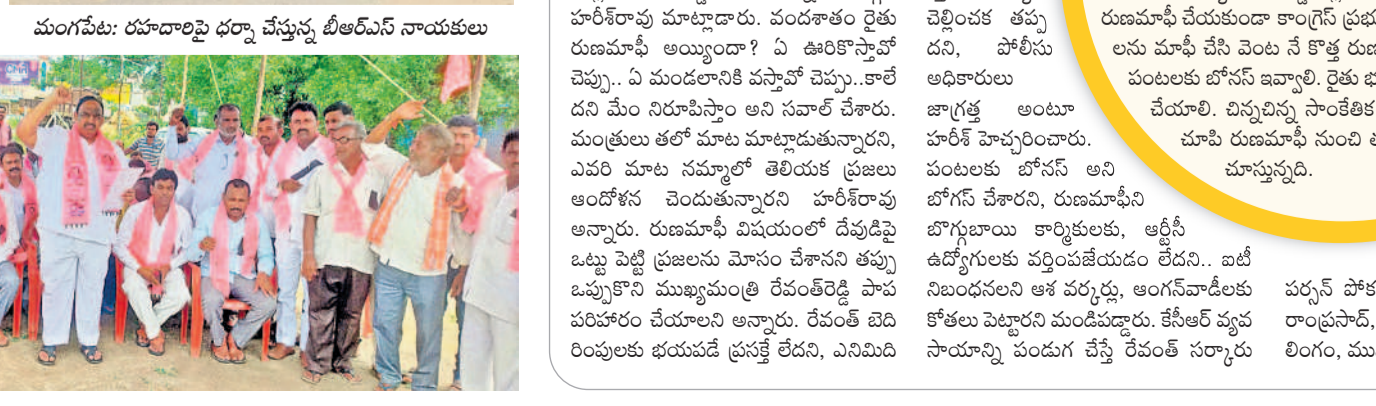 మంగపేట: రహదారిపై ధర్నా చేస్తున్న బీఆర్ఎస్ నాయకులు
హరీశ్‌రావు మాట్లాడారు. వందశాతం రైతు
రుణమాఫీ అయ్యిందా? ఏ ఊరికొస్తావో
చెప్పు.. ఏ మండలానికి వస్తావో చెప్పు..కాలే
దని మేం నిరూపిస్తాం అని సవాల్ చేశారు.
మంత్రులు తలో మాట మాట్లాడుతున్నారని,
ఎవరి మాట నమ్మాలో తెలియక ప్రజలు
ఆందోళన చెందుతున్నారని హరీశ్‌రావు
అన్నారు. రుణమాఫీ విషయంలో దేవుడిపై
ఒట్టు పెట్టి ప్రజలను మోసం చేశానని తప్పు
ఒప్పుకొని ముఖ్యమంత్రి రేవంత్‌రెడ్డి పాప
పరిహారం చేయాలని అన్నారు. రేవంత్ బెది
రింపులకు భయపడే ప్రసక్తే లేదని, ఎనిమిది
చెల్లించక తప్ప
దని, పోలీసు
అధికారులు
జాగ్రత్త అంటూ
హరీశ్ హెచ్చరించారు.
పంటలకు బోనస్ అని
బోగస్ చేశారని, రుణమాఫీని
బొగ్గుబాయి కార్మికులకు, ఆర్టీసీ
ఉద్యోగులకు వర్తింపజేయడం లేదని.. ఐటీ
నిబంధనలని ఆశ వర్కర్లు, ఆంగన్‌వాడీలకు
కోతలు పెట్టారని మండిపడ్డారు. కేసీఆర్ వ్యవ
సాయాన్ని పండుగ చేస్తే రేవంత్ సర్కారు
రుణమాఫీ చేయకుండా కాంగ్రెస్ ప్రభు
లను మాఫీ చేసి వెంట నే కొత్త రుణ
పంటలకు బోనస్ ఇవ్వాలి. రైతు భ
చేయాలి. చిన్నచిన్న సాంకేతిక
చూపి రుణమాఫీ నుంచి త
చూస్తున్నది.
పర్సన్ పోక
రాంప్రసాద్,
లింగం, ము